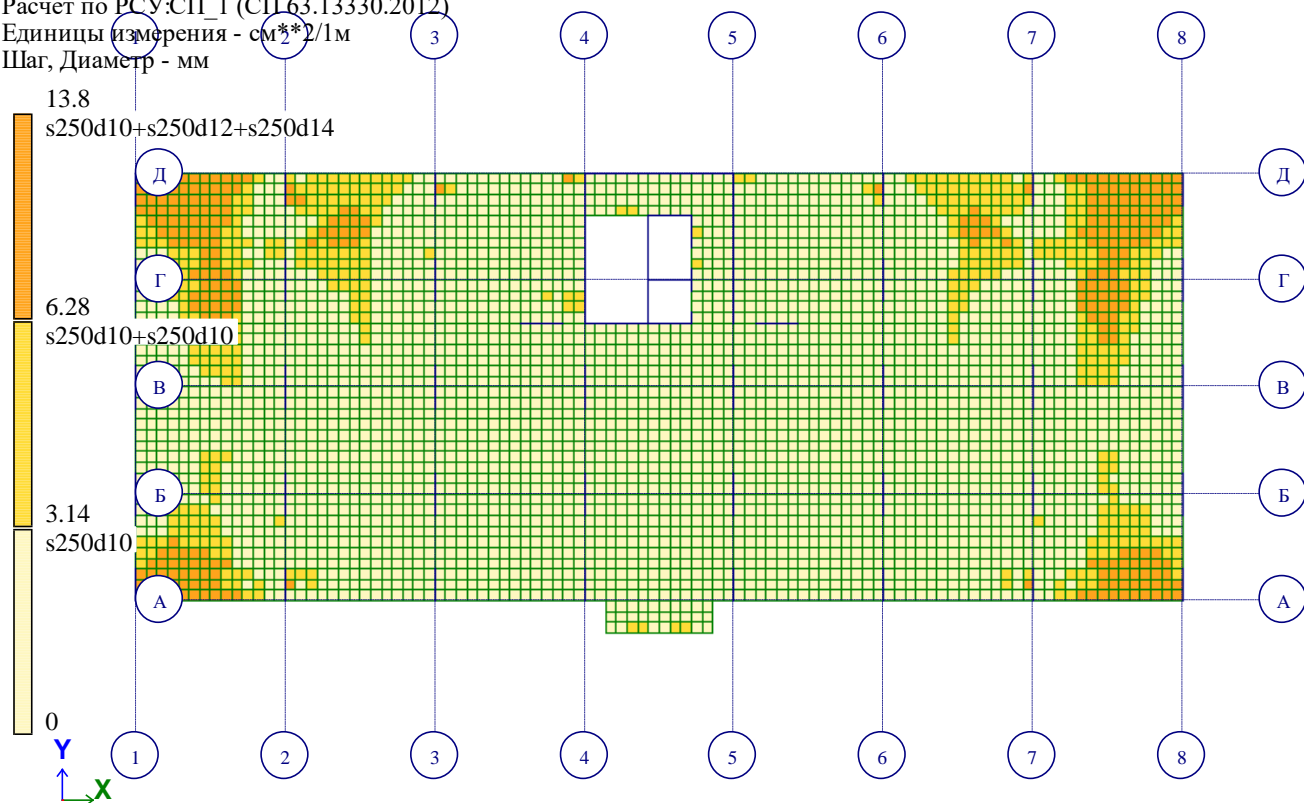 Расчет по РСУ:СП_1 (СП 63.13330.2012)
Единицы измерения - см**2/1м
Шаг, Диаметр - мм
1 2 3 4 5 6 7 8
13.8
s250d10+s250d12+s250d14
Д Д
Г Г
6.28
s250d10+s250d10
В В
3.14
s250d10
Б Б
А А
0
Y
X
1 2 3 4 5 6 7 8